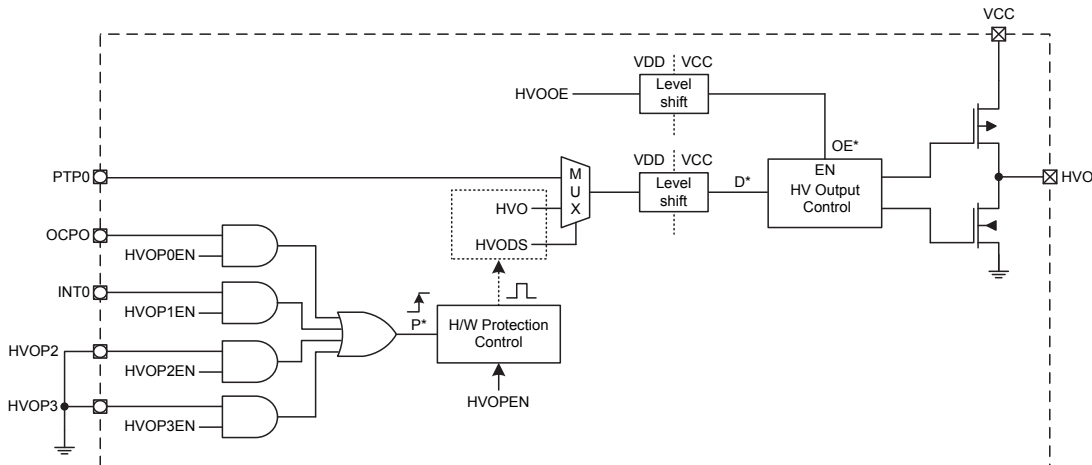 VCC
VDD VCC
HVOOE
Level
shift
OE*
PTP0
M
U
X
VDD VCC
Level
shift
D*
EN
HV Output
Control
HVO
HVO
HVODS
OCPO
HVOP0EN
INT0
HVOP1EN
P*
H/W Protection
Control
HVOP2
HVOP2EN
HVOPEN
HVOP3
HVOP3EN